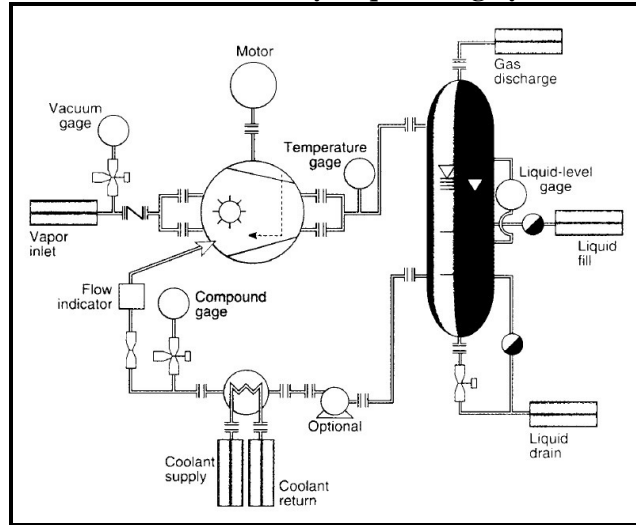 Motor
Gas
discharge
Vacuum
gage
Temperature
gage
Liquid-level
gage
Vapor
inlet
Liquid
fill
Flow
indicator
Compound
gage
Optional
Liquid
drain
Coolant
supply
Coolant
return